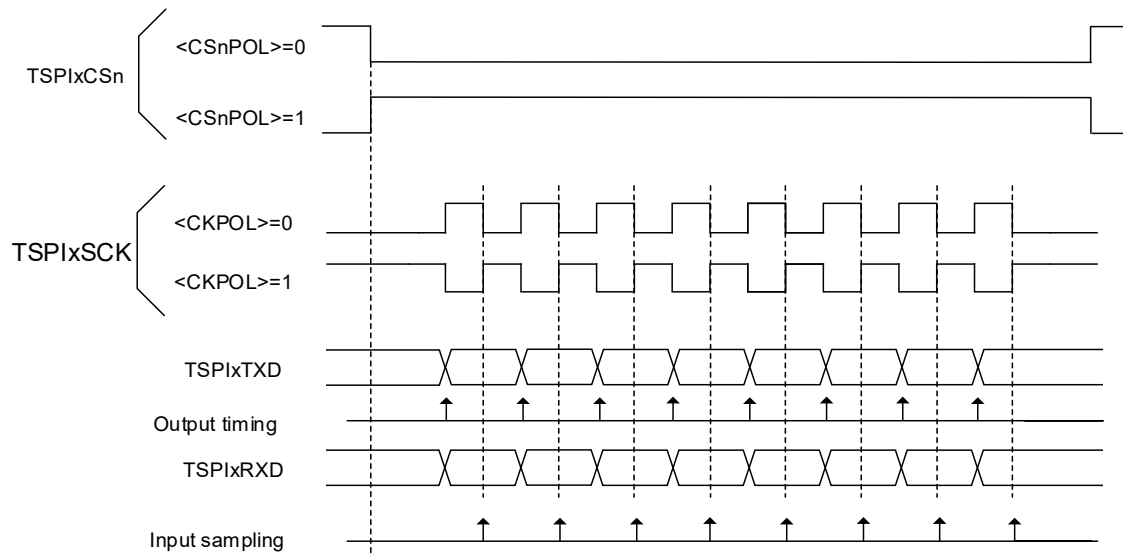 <CSnPOL>=0
TSPIxCSn
<CSnPOL>=1
<CKPOL>=0
TSPIxSCK
<CKPOL>=1
TSPIxTXD
Output timing
TSPIxRXD
Input sampling